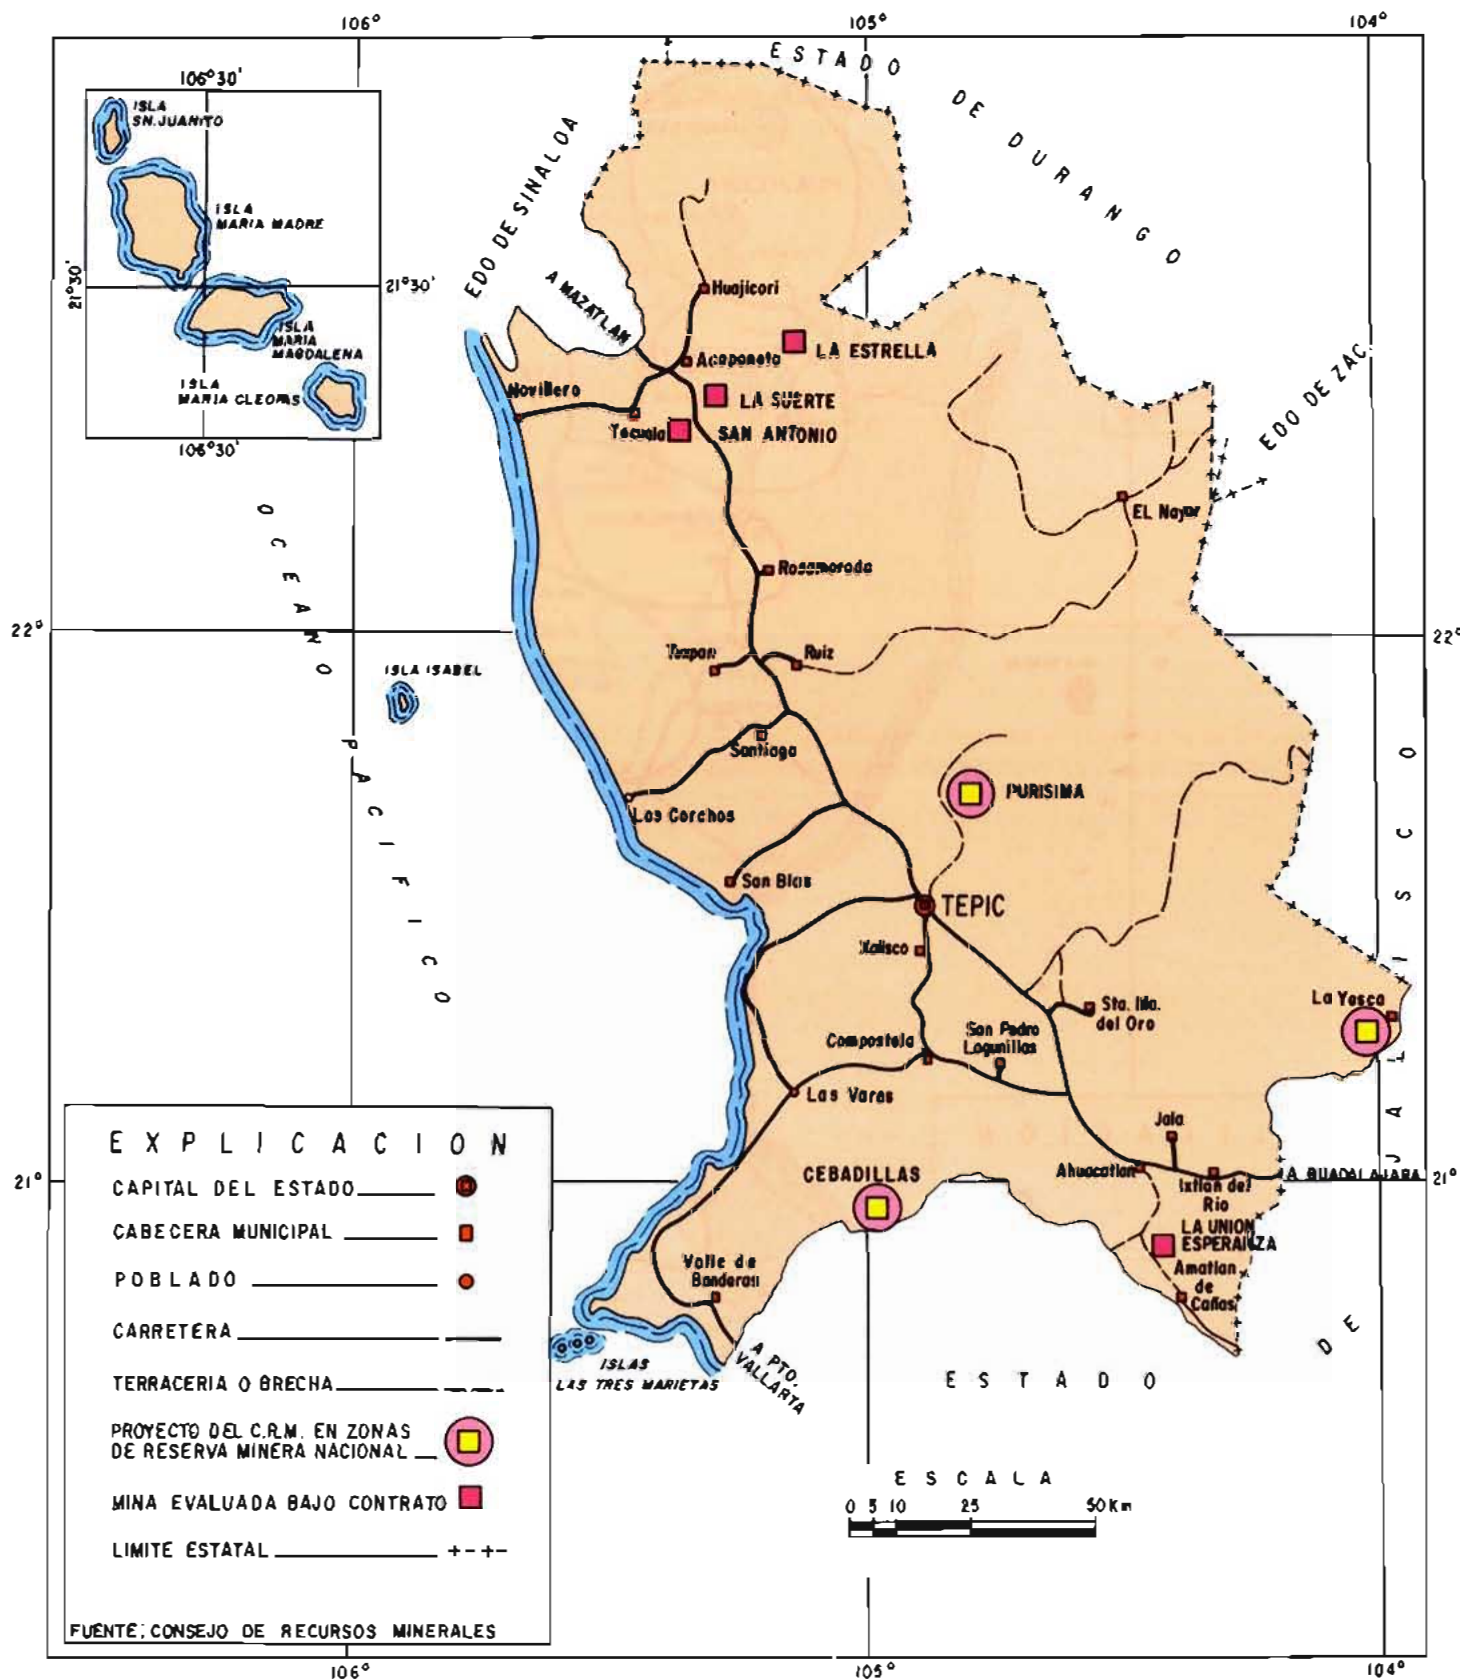 106°
105°
104°
106°30'
ISLA
SN. JUANITO
ISLA
MARIA MADRE
21°30'
21°30'
ISLA
MARIA
MAGDALENA
ISLA
MARIA CLEOFAS
106°30'
ESTADO DE DURANGO
EDO DE SINALOA
A MAZATLAN
EDO DE ZAC.
Huajicori
LA ESTRELLA
Acaponeta
Novillero
LA SUERTE
Tecuala
SAN ANTONIO
EL Nayar
Rosamorada
22°
22°
OCEANO PACIFICO
ISLA ISABEL
Tuxpan
Ruiz
Santiago
PURISIMA
Los Corchos
San Blas
TEPIC
Xalisco
La Yesca
Sta. Ma.
del Oro
San Pedro
Lagunillas
Compostela
Las Varas
Jala
Ahuacatlan
A GUADALAJARA
Ixtlan del
Rio
CEBADILLAS
21°
21°
LA UNION
ESPERANZA
Amatlan
de
Cañas
Valle de
Banderas
ISLAS
LAS TRES MARIETAS
A PTO.
VALLARTA
ESTADO DE JALISCO
EXPLICACION
CAPITAL DEL ESTADO
CABECERA MUNICIPAL
POBLADO
CARRETERA
TERRACERIA O BRECHA
PROYECTO DEL C.R.M. EN ZONAS
DE RESERVA MINERA NACIONAL
MINA EVALUADA BAJO CONTRATO
LIMITE ESTATAL
FUENTE: CONSEJO DE RECURSOS MINERALES
ESCALA
0 5 10 25 50 Km
106°
105°
104°